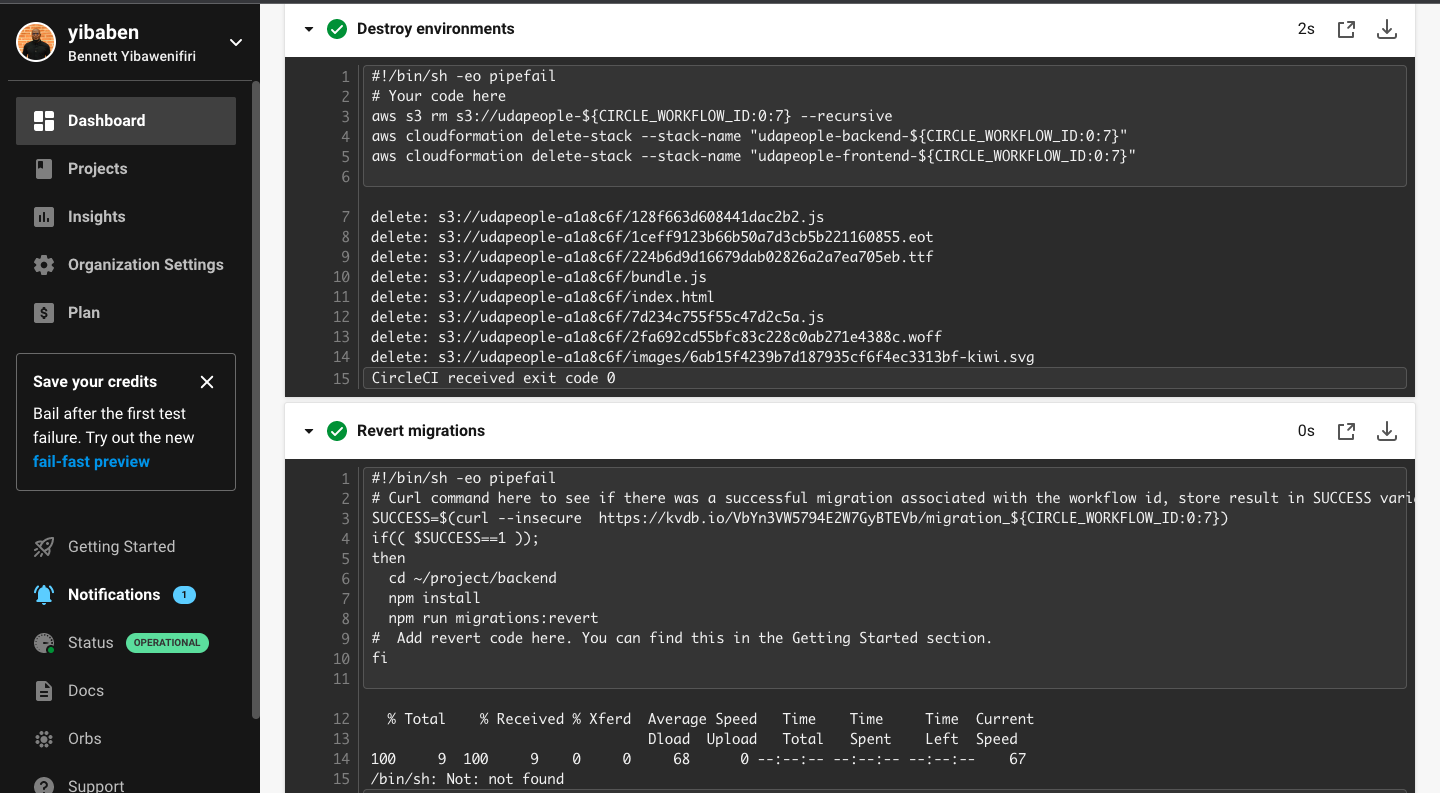 yibaben
Bennett Yibawenifiri
Dashboard
Projects
Insights
Organization Settings
Plan
Save your credits
Bail after the first test
failure. Try out the new
fail-fast preview
Getting Started
Notifications 1
Status OPERATIONAL
Docs
Orbs
Support
Destroy environments 2s
1 #!/bin/sh -eo pipefail
2 # Your code here
3 aws s3 rm s3://udapeople-${CIRCLE_WORKFLOW_ID:0:7} --recursive
4 aws cloudformation delete-stack --stack-name "udapeople-backend-${CIRCLE_WORKFLOW_ID:0:7}"
5 aws cloudformation delete-stack --stack-name "udapeople-frontend-${CIRCLE_WORKFLOW_ID:0:7}"
6
7 delete: s3://udapeople-a1a8c6f/128f663d608441dac2b2.js
8 delete: s3://udapeople-a1a8c6f/1ceff9123b66b50a7d3cb5b221160855.eot
9 delete: s3://udapeople-a1a8c6f/224b6d9d16679dab02826a2a7ea705eb.ttf
10 delete: s3://udapeople-a1a8c6f/bundle.js
11 delete: s3://udapeople-a1a8c6f/index.html
12 delete: s3://udapeople-a1a8c6f/7d234c755f55c47d2c5a.js
13 delete: s3://udapeople-a1a8c6f/2fa692cd55bfc83c228c0ab271e4388c.woff
14 delete: s3://udapeople-a1a8c6f/images/6ab15f4239b7d187935cf6f4ec3313bf-kiwi.svg
15 CircleCI received exit code 0
Revert migrations 0s
1 #!/bin/sh -eo pipefail
2 # Curl command here to see if there was a successful migration associated with the workflow id, store result in SUCCESS vari
3 SUCCESS=$(curl --insecure  https://kvdb.io/VbYn3VW5794E2W7GyBTEVb/migration_${CIRCLE_WORKFLOW_ID:0:7})
4 if(( $SUCCESS==1 ));
5 then
6   cd ~/project/backend
7   npm install
8   npm run migrations:revert
9 #  Add revert code here. You can find this in the Getting Started section.
10 fi
11
12   % Total    % Received % Xferd  Average Speed   Time    Time     Time  Current
13                                  Dload  Upload   Total   Spent    Left  Speed
14 100     9  100     9    0     0     68      0 --:--:-- --:--:-- --:--:--    67
15 /bin/sh: Not: not found